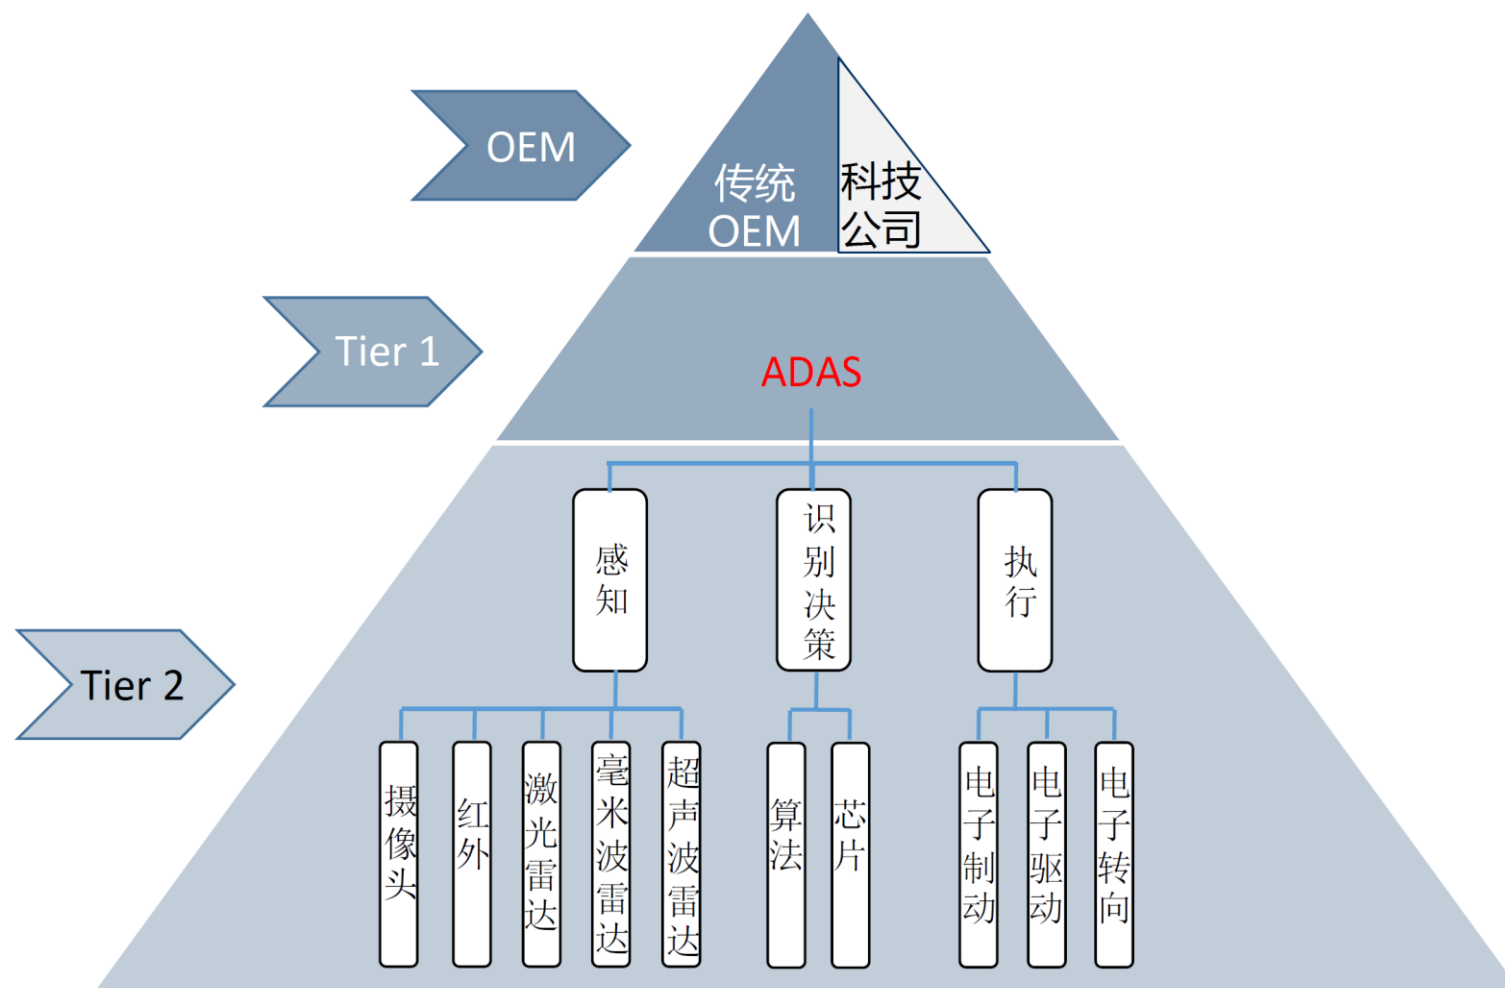 OEM
传统
OEM
科技
公司
Tier 1
ADAS
Tier 2
感知
识别决策
执行
摄像头
红外
激光雷达
毫米波雷达
超声波雷达
算法
芯片
电子制动
电子驱动
电子转向